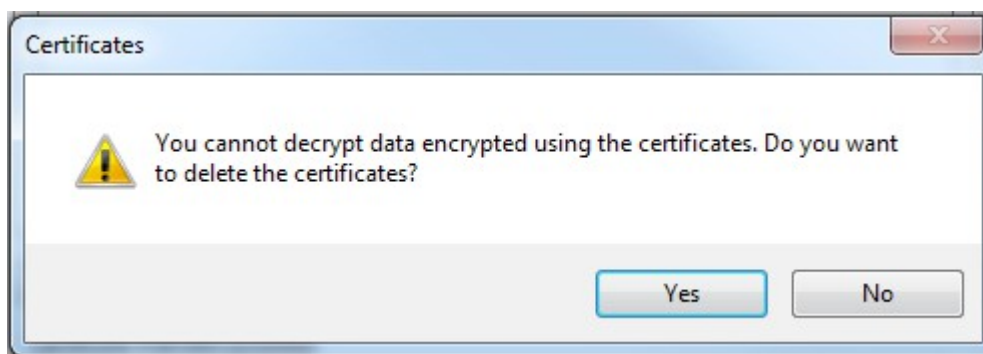 Certificates
You cannot decrypt data encrypted using the certificates. Do you want
to delete the certificates?
Yes No